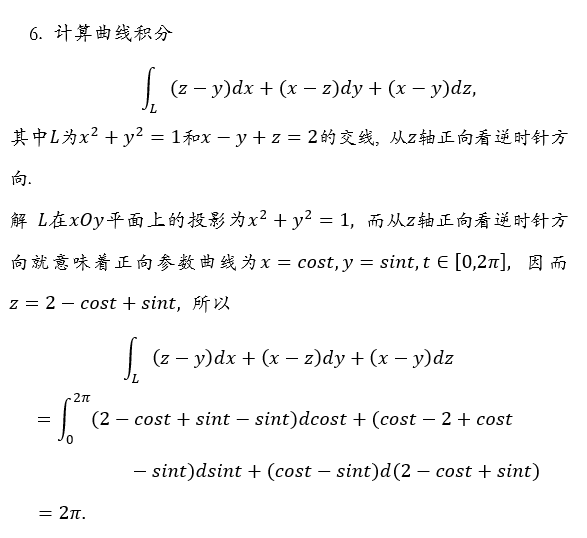 6. 计算曲线积分
∫_L (z − y)dx + (x − z)dy + (x − y)dz,
其中L为x² + y² = 1和x − y + z = 2的交线, 从z轴正向看逆时针方
向.
解 L在xOy平面上的投影为x² + y² = 1, 而从z轴正向看逆时针方
向就意味着正向参数曲线为x = cost, y = sint, t ∈ [0,2π], 因而
z = 2 − cost + sint, 所以
∫_L (z − y)dx + (x − z)dy + (x − y)dz
= ∫_0^{2π} (2 − cost + sint − sint)dcost + (cost − 2 + cost
− sint)dsint + (cost − sint)d(2 − cost + sint)
= 2π.